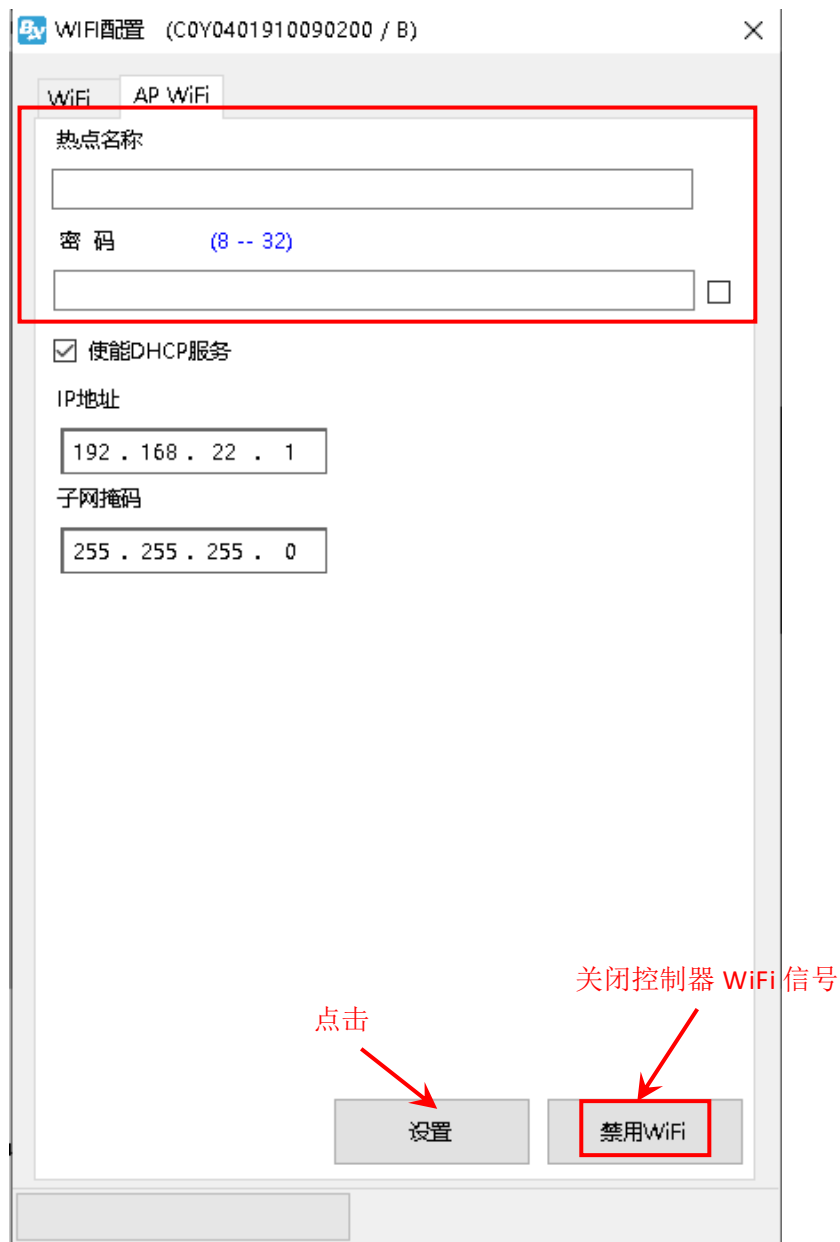 BX WIFI配置 (C0Y0401910090200 / B)
WiFi AP WiFi
热点名称
密 码 (8 -- 32)
使能DHCP服务
IP地址
192 . 168 . 22 . 1
子网掩码
255 . 255 . 255 . 0
关闭控制器 WiFi 信号
点击
设置 禁用WiFi